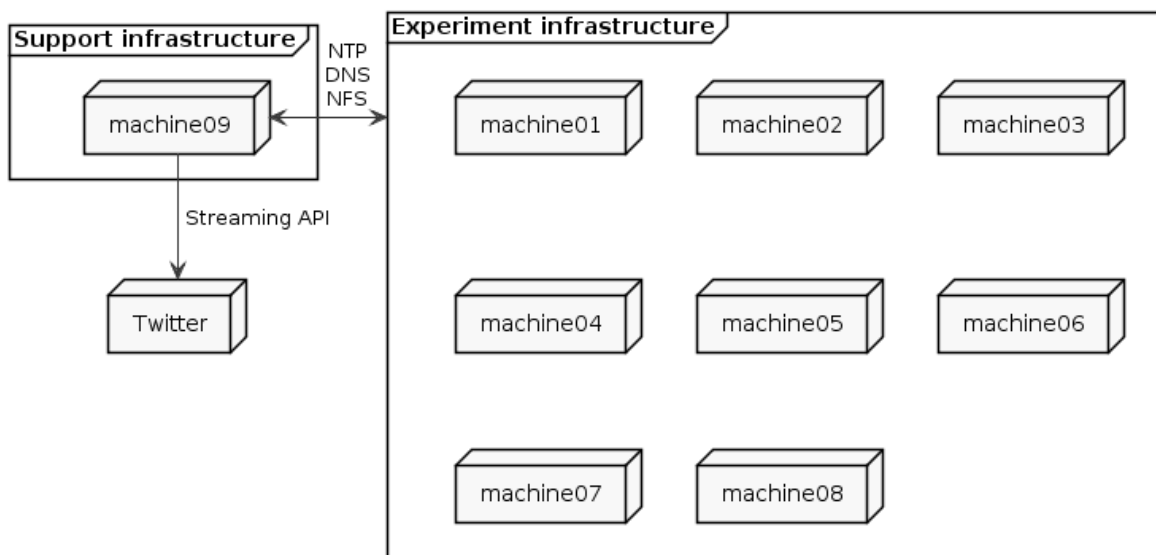 Support infrastructure
machine09
NTP
DNS
NFS
Streaming API
Twitter
Experiment infrastructure
machine01
machine02
machine03
machine04
machine05
machine06
machine07
machine08